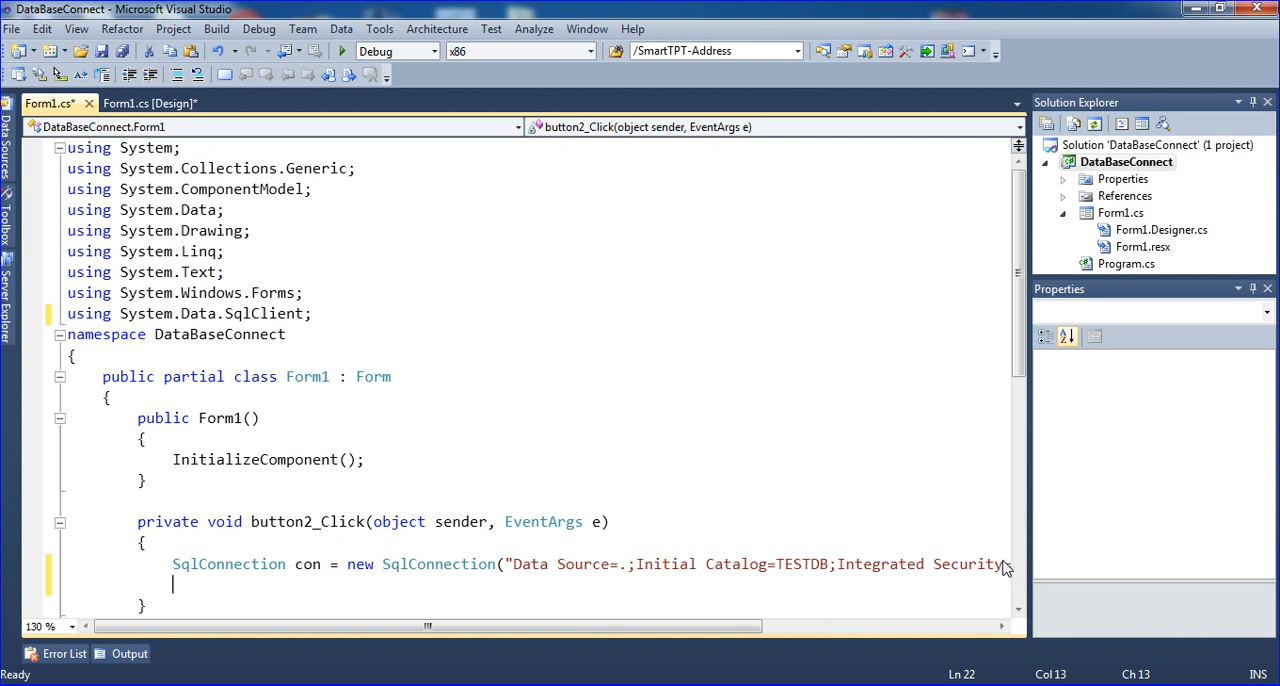 DataBaseConnect - Microsoft Visual Studio
File Edit View Refactor Project Build Debug Team Data Tools Architecture Test Analyze Window Help
Debug x86 /SmartTPT-Address
Form1.cs* Form1.cs [Design]*
DataBaseConnect.Form1 button2_Click(object sender, EventArgs e)
Data Sources
Toolbox
Server Explorer
using System;
using System.Collections.Generic;
using System.ComponentModel;
using System.Data;
using System.Drawing;
using System.Linq;
using System.Text;
using System.Windows.Forms;
using System.Data.SqlClient;
namespace DataBaseConnect
{
public partial class Form1 : Form
{
public Form1()
{
InitializeComponent();
}
private void button2_Click(object sender, EventArgs e)
{
SqlConnection con = new SqlConnection("Data Source=.;Initial Catalog=TESTDB;Integrated Security
}
130 %
Solution Explorer
Solution 'DataBaseConnect' (1 project)
DataBaseConnect
Properties
References
Form1.cs
Form1.Designer.cs
Form1.resx
Program.cs
Properties
Error List Output
Ready Ln 22 Col 13 Ch 13 INS